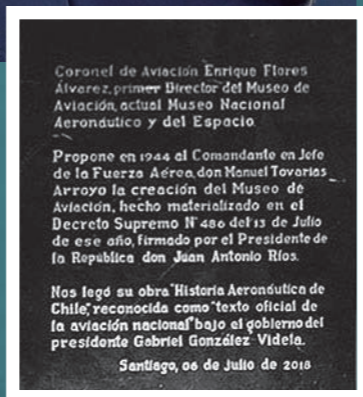 Coronel de Aviación Enrique Flores
Álvarez, primer Director del Museo de
Aviación, actual Museo Nacional
Aeronáutico y del Espacio.
Propone en 1944 al Comandante en Jefe
de la Fuerza Aérea, don Manuel Tovarías
Arroyo la creación del Museo de
Aviación, hecho materializado en el
Decreto Supremo N° 486 del 13 de Julio
de ese año, firmado por el Presidente de
la República don Juan Antonio Ríos.
Nos legó su obra "Historia Aeronáutica de
Chile", reconocida como "texto oficial de
la aviación nacional" bajo el gobierno del
presidente Gabriel González Videla.
Santiago, 06 de Julio de 2018